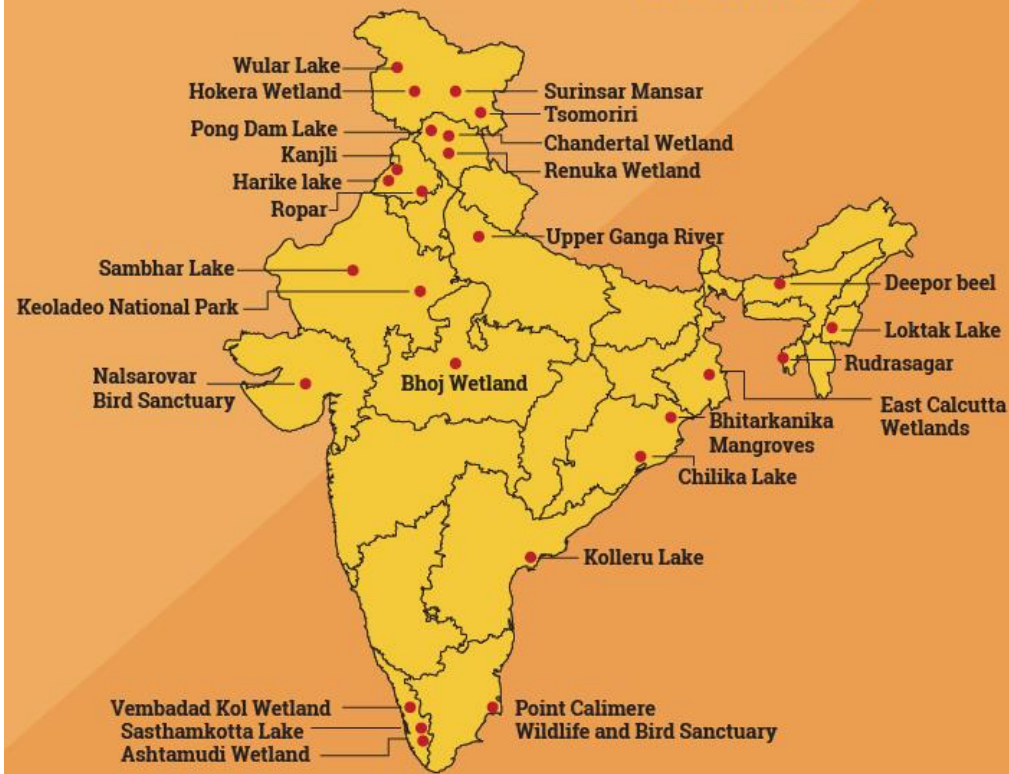 Wular Lake
Hokera Wetland
Surinsar Mansar
Tsomoriri
Pong Dam Lake
Chandertal Wetland
Kanjli
Renuka Wetland
Harike lake
Ropar
Upper Ganga River
Sambhar Lake
Deepor beel
Keoladeo National Park
Loktak Lake
Rudrasagar
Nalsarovar
Bird Sanctuary
Bhoj Wetland
East Calcutta
Wetlands
Bhitarkanika
Mangroves
Chilika Lake
Kolleru Lake
Vembadad Kol Wetland
Sasthamkotta Lake
Ashtamudi Wetland
Point Calimere
Wildlife and Bird Sanctuary